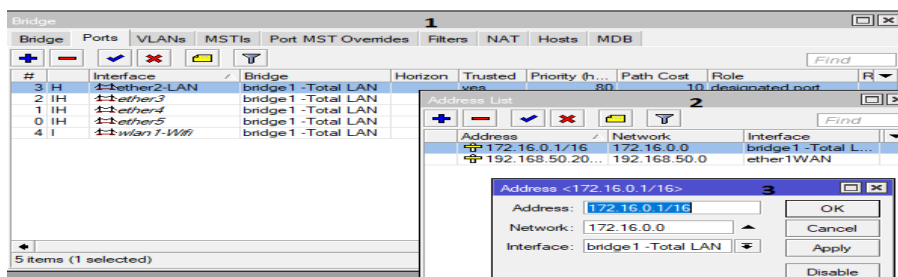 Bridge 1
Bridge Ports VLANs MSTIs Port MST Overrides Filters NAT Hosts MDB
Find
# Interface Bridge Horizon Trusted Priority (h... Path Cost Role R
3 H ether2-LAN bridge1 -Total LAN yes 80 10 designated port
2 IH ether3 bridge1 -Total LAN
1 IH ether4 bridge1 -Total LAN
0 IH ether5 bridge1 -Total LAN
4 I wlan1-Wifi bridge1 -Total LAN
5 items (1 selected)
Address List 2
Find
Address Network Interface
172.16.0.1/16 172.16.0.0 bridge1 -Total L...
192.168.50.20... 192.168.50.0 ether1WAN
Address <172.16.0.1/16> 3
Address: 172.16.0.1/16 OK
Network: 172.16.0.0 Cancel
Interface: bridge1 -Total LAN Apply
Disable